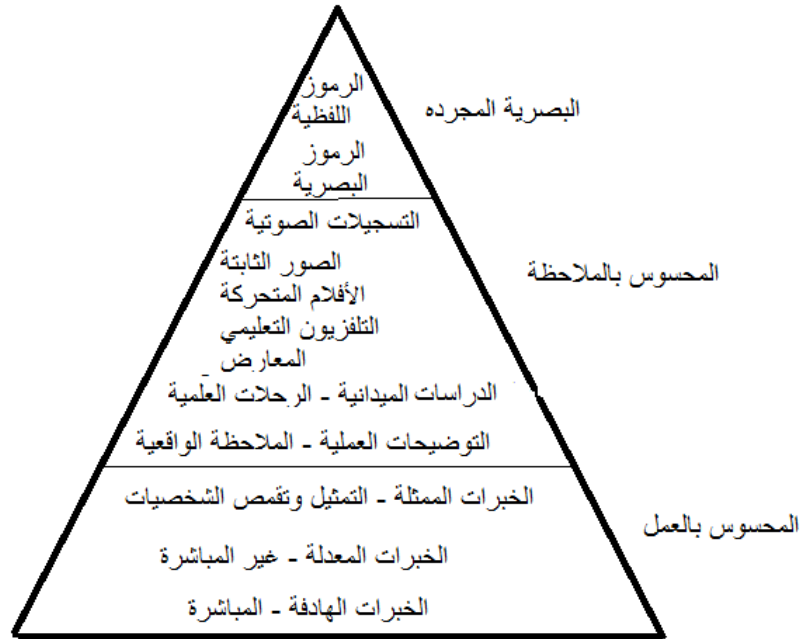 الرموز
اللفظية
البصرية المجرده
الرموز
البصرية
التسجيلات الصوتية
الصور الثابتة
المحسوس بالملاحظة
الأفلام المتحركة
التلفزيون التعليمي
المعارض -
الدراسات الميدانية - الرحلات العلمية
التوضيحات العملية - الملاحظة الواقعية
الخبرات الممثلة - التمثيل وتقمص الشخصيات
المحسوس بالعمل
الخبرات المعدلة - غير المباشرة
الخبرات الهادفة - المباشرة